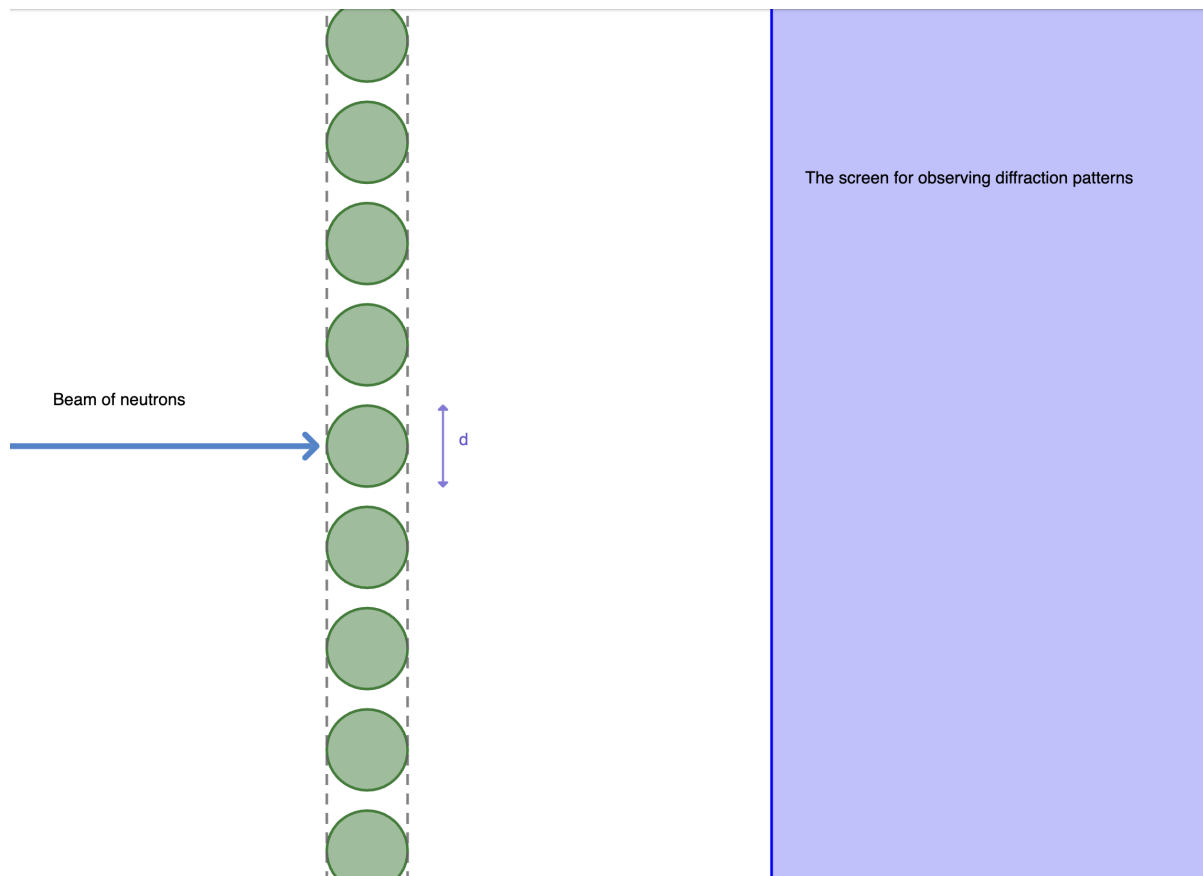 The screen for observing diffraction patterns
Beam of neutrons
d